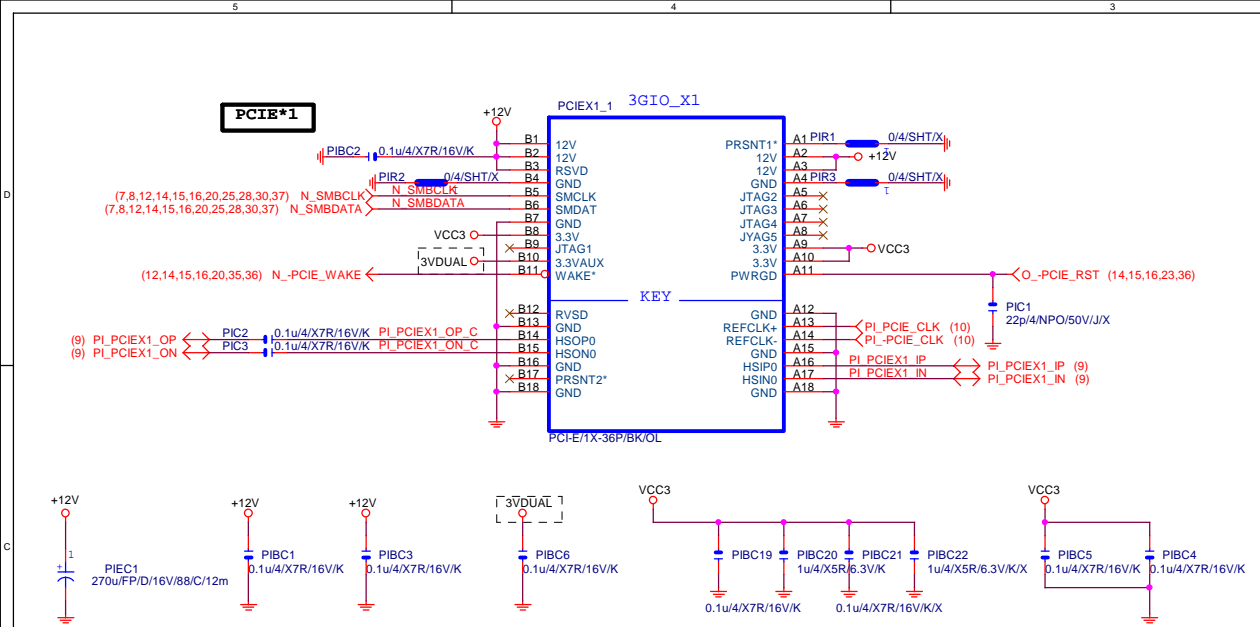 5 4 3
PCIE*1
3GIO_X1
PCIEX1_1
+12V
PIBC2 0.1u/4/X7R/16V/K
PIR2 0/4/SHT/X
(7,8,12,14,15,16,20,25,28,30,37) N_SMBCLK N_SMBCLK
(7,8,12,14,15,16,20,25,28,30,37) N_SMBDATA N_SMBDATA
VCC3
3VDUAL
(12,14,15,16,20,35,36) N_-PCIE_WAKE
(9) PI_PCIEX1_OP PIC2 0.1u/4/X7R/16V/K PI_PCIEX1_OP_C
(9) PI_PCIEX1_ON PIC3 0.1u/4/X7R/16V/K PI_PCIEX1_ON_C
B1 12V
B2 12V
B3 RSVD
B4 GND
B5 SMCLK
B6 SMDAT
B7 GND
B8 3.3V
B9 JTAG1
B10 3.3VAUX
B11 WAKE*
KEY
B12 RVSD
B13 GND
B14 HSOP0
B15 HSON0
B16 GND
B17 PRSNT2*
B18 GND
PRSNT1* A1
12V A2
12V A3
GND A4
JTAG2 A5
JTAG3 A6
JTAG4 A7
JYAG5 A8
3.3V A9
3.3V A10
PWRGD A11
GND A12
REFCLK+ A13
REFCLK- A14
GND A15
HSIP0 A16
HSIN0 A17
GND A18
PIR1 0/4/SHT/X
1
+12V
PIR3 0/4/SHT/X
1
VCC3
O_-PCIE_RST (14,15,16,23,36)
PIC1
22p/4/NPO/50V/J/X
PI_PCIE_CLK (10)
PI_-PCIE_CLK (10)
PI_PCIEX1_IP PI_PCIEX1_IP (9)
PI_PCIEX1_IN PI_PCIEX1_IN (9)
PCI-E/1X-36P/BK/OL
D
C
+12V
1
+
PIEC1
270u/FP/D/16V/88/C/12m
+12V
PIBC1
0.1u/4/X7R/16V/K
+12V
PIBC3
0.1u/4/X7R/16V/K
3VDUAL
PIBC6
0.1u/4/X7R/16V/K
VCC3
PIBC19
0.1u/4/X7R/16V/K
PIBC20
1u/4/X5R/6.3V/K
PIBC21
0.1u/4/X7R/16V/K/X
PIBC22
1u/4/X5R/6.3V/K/X
VCC3
PIBC5
0.1u/4/X7R/16V/K
PIBC4
0.1u/4/X7R/16V/K